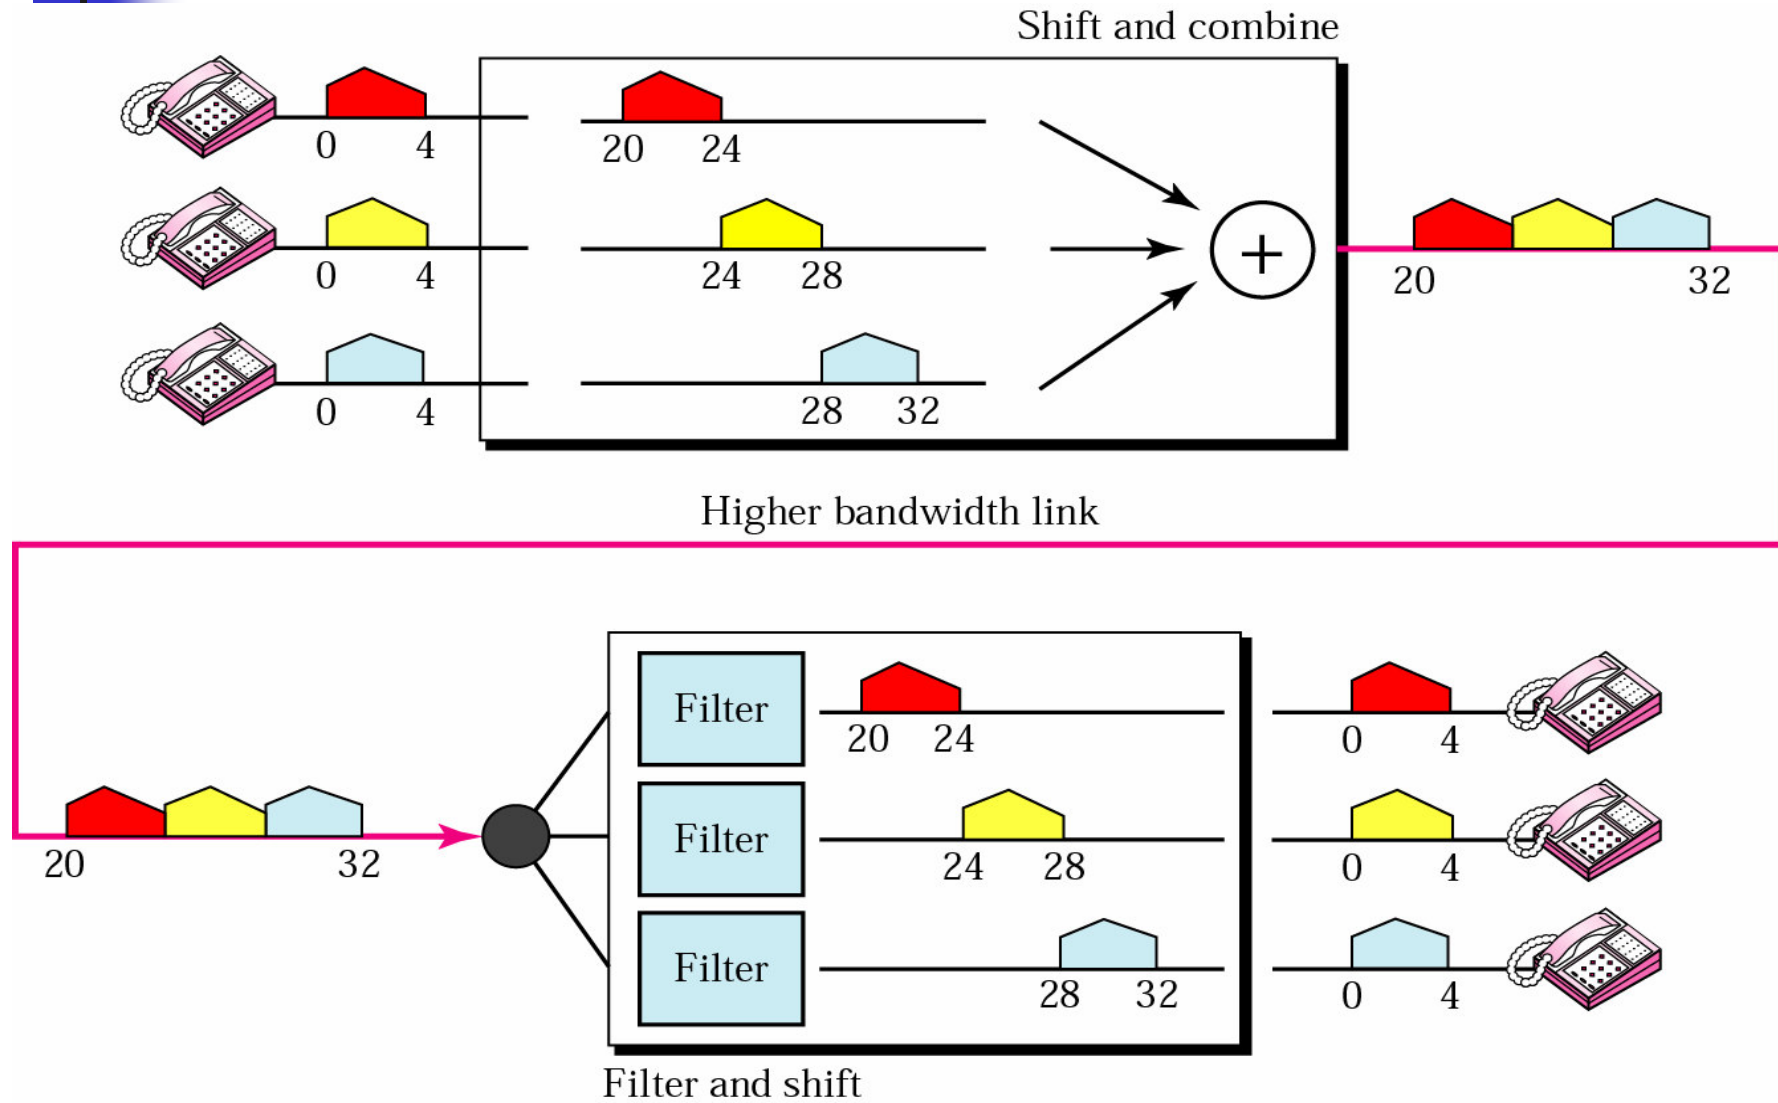 Shift and combine
0 4 20 24
0 4 24 28 + 20 32
0 4 28 32
Higher bandwidth link
Filter 20 24 0 4
20 32 Filter 24 28 0 4
Filter 28 32 0 4
Filter and shift